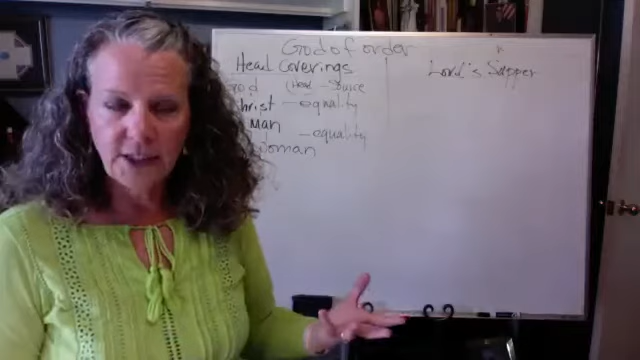 God of order
Head Coverings
(Head - Source
Christ - equality
Man
- equality
Woman
Lord's Supper